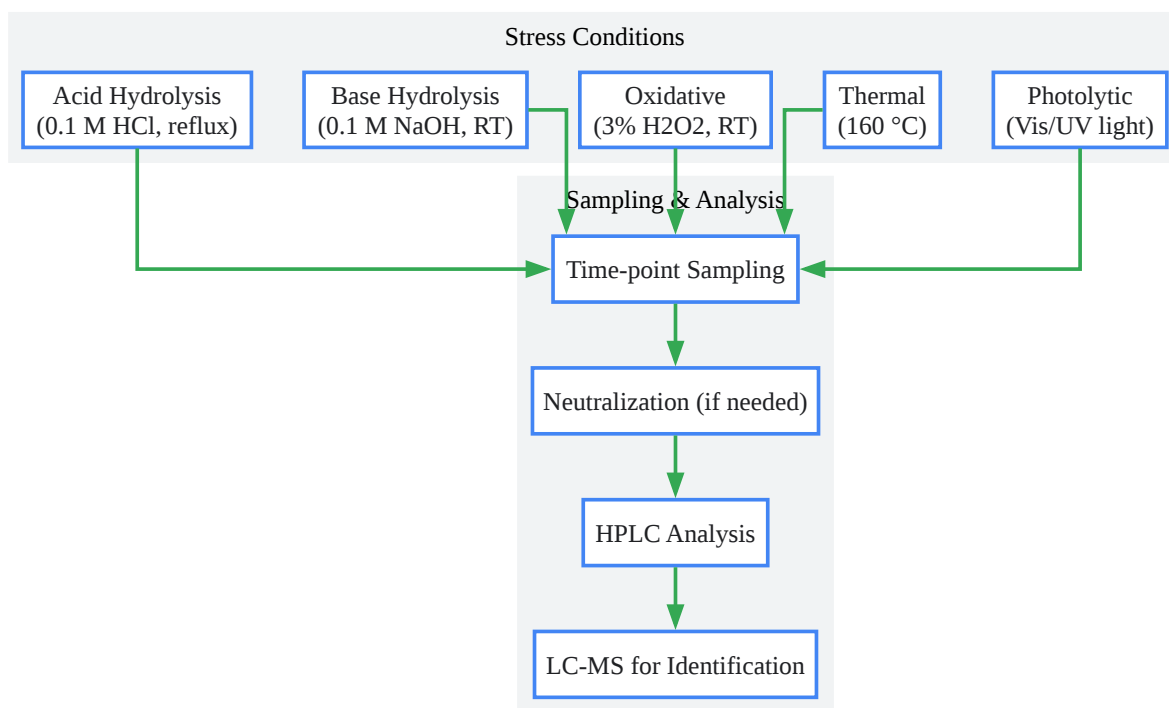 Stress Conditions
Acid Hydrolysis
(0.1 M HCl, reflux)
Base Hydrolysis
(0.1 M NaOH, RT)
Oxidative
(3% H2O2, RT)
Thermal
(160 °C)
Photolytic
(Vis/UV light)
Sampling & Analysis
Time-point Sampling
Neutralization (if needed)
HPLC Analysis
LC-MS for Identification